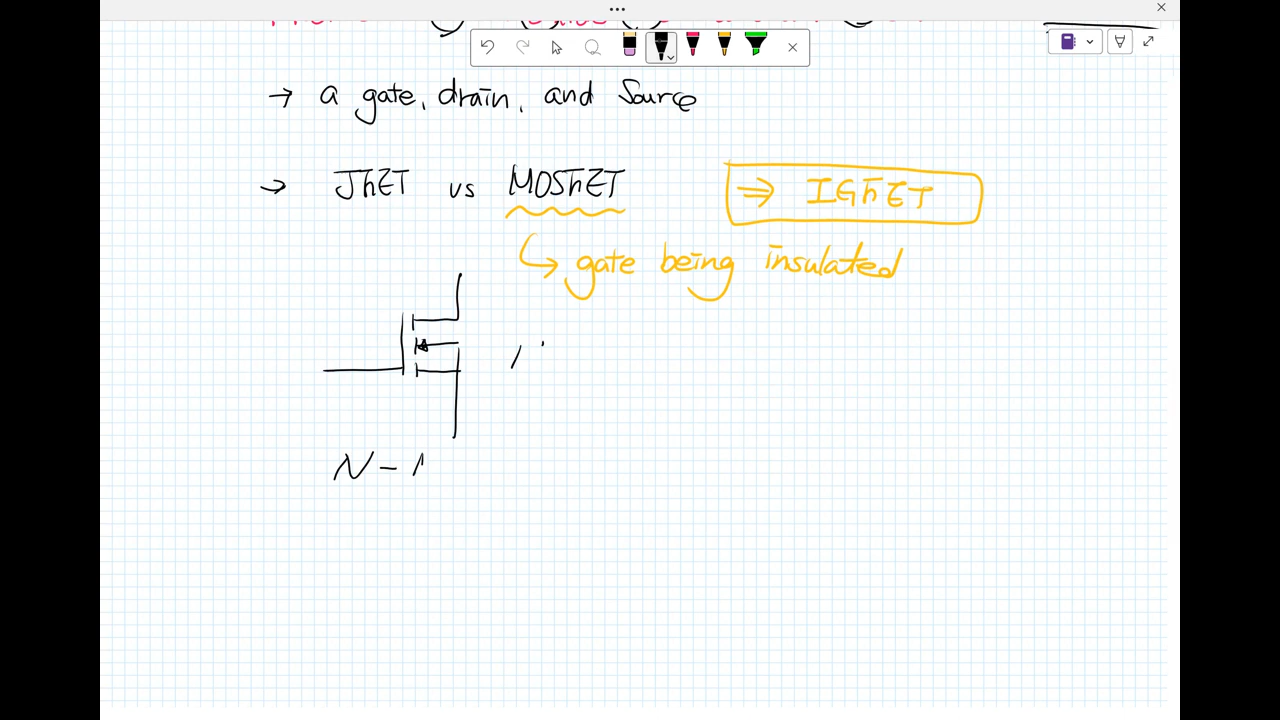 → a gate, drain, and Source
→ JFET vs MOSFET ⇒ IGFET
↳ gate being insulated
N -